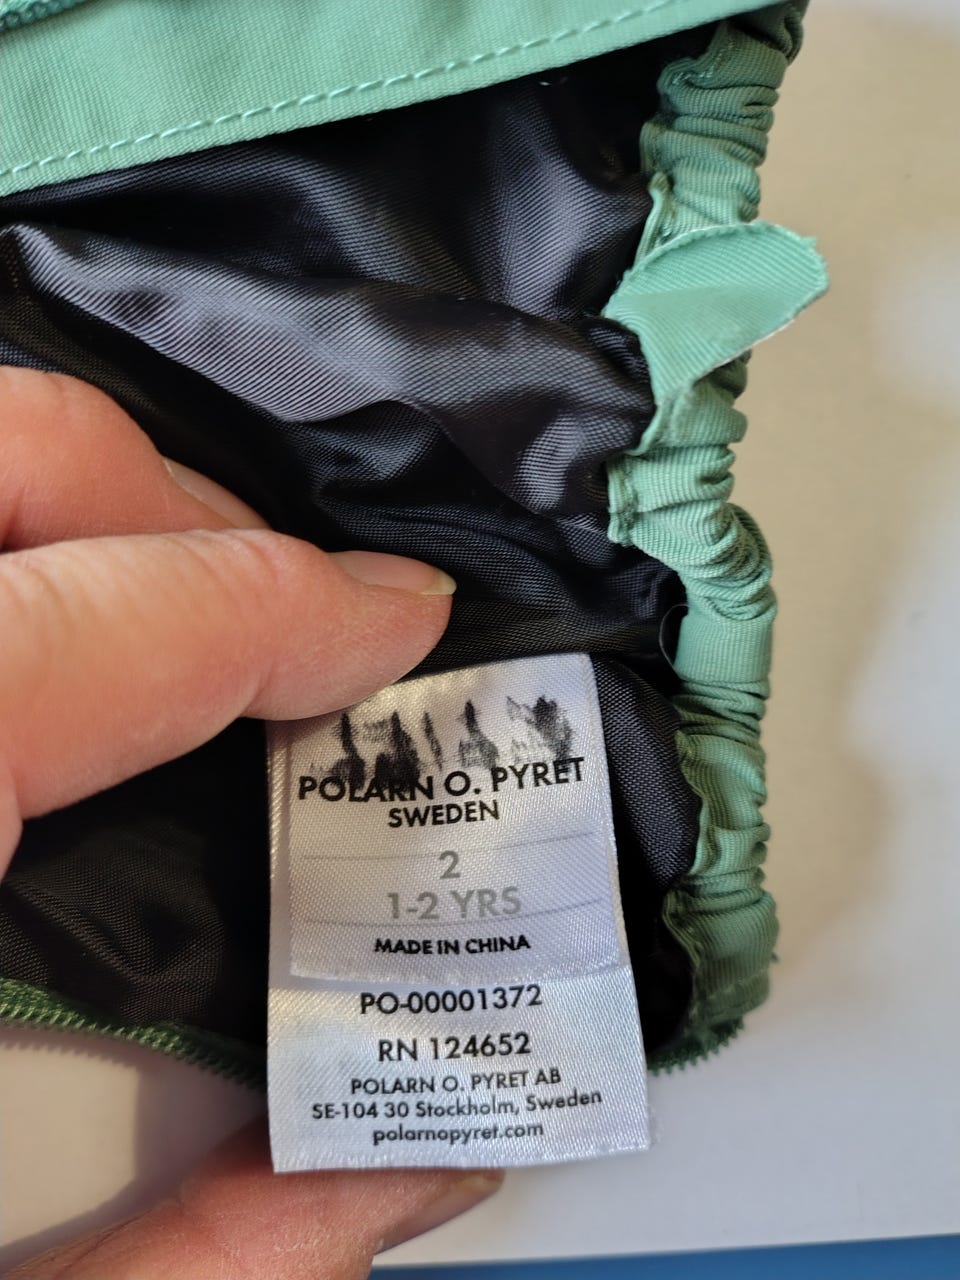 POLARN O. PYRET
SWEDEN
2
1-2 YRS
MADE IN CHINA
PO-00001372
RN 124652
POLARN O. PYRET AB
SE-104 30 Stockholm, Sweden
polarnopyret.com